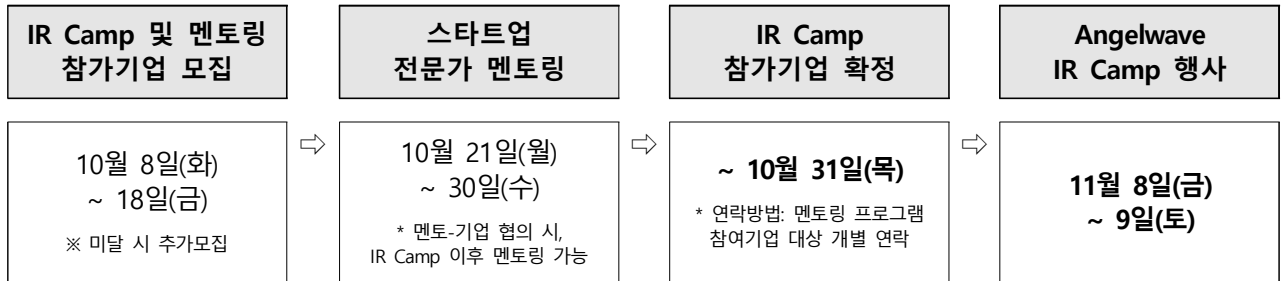 IR Camp 및 멘토링
참가기업 모집
스타트업
전문가 멘토링
IR Camp
참가기업 확정
Angelwave
IR Camp 행사
10월 8일(화)
~ 18일(금)
※ 미달 시 추가모집
⇨
10월 21일(월)
~ 30일(수)
* 멘토-기업 협의 시,
IR Camp 이후 멘토링 가능
⇨
~ 10월 31일(목)
* 연락방법: 멘토링 프로그램
참여기업 대상 개별 연락
⇨
11월 8일(금)
~ 9일(토)